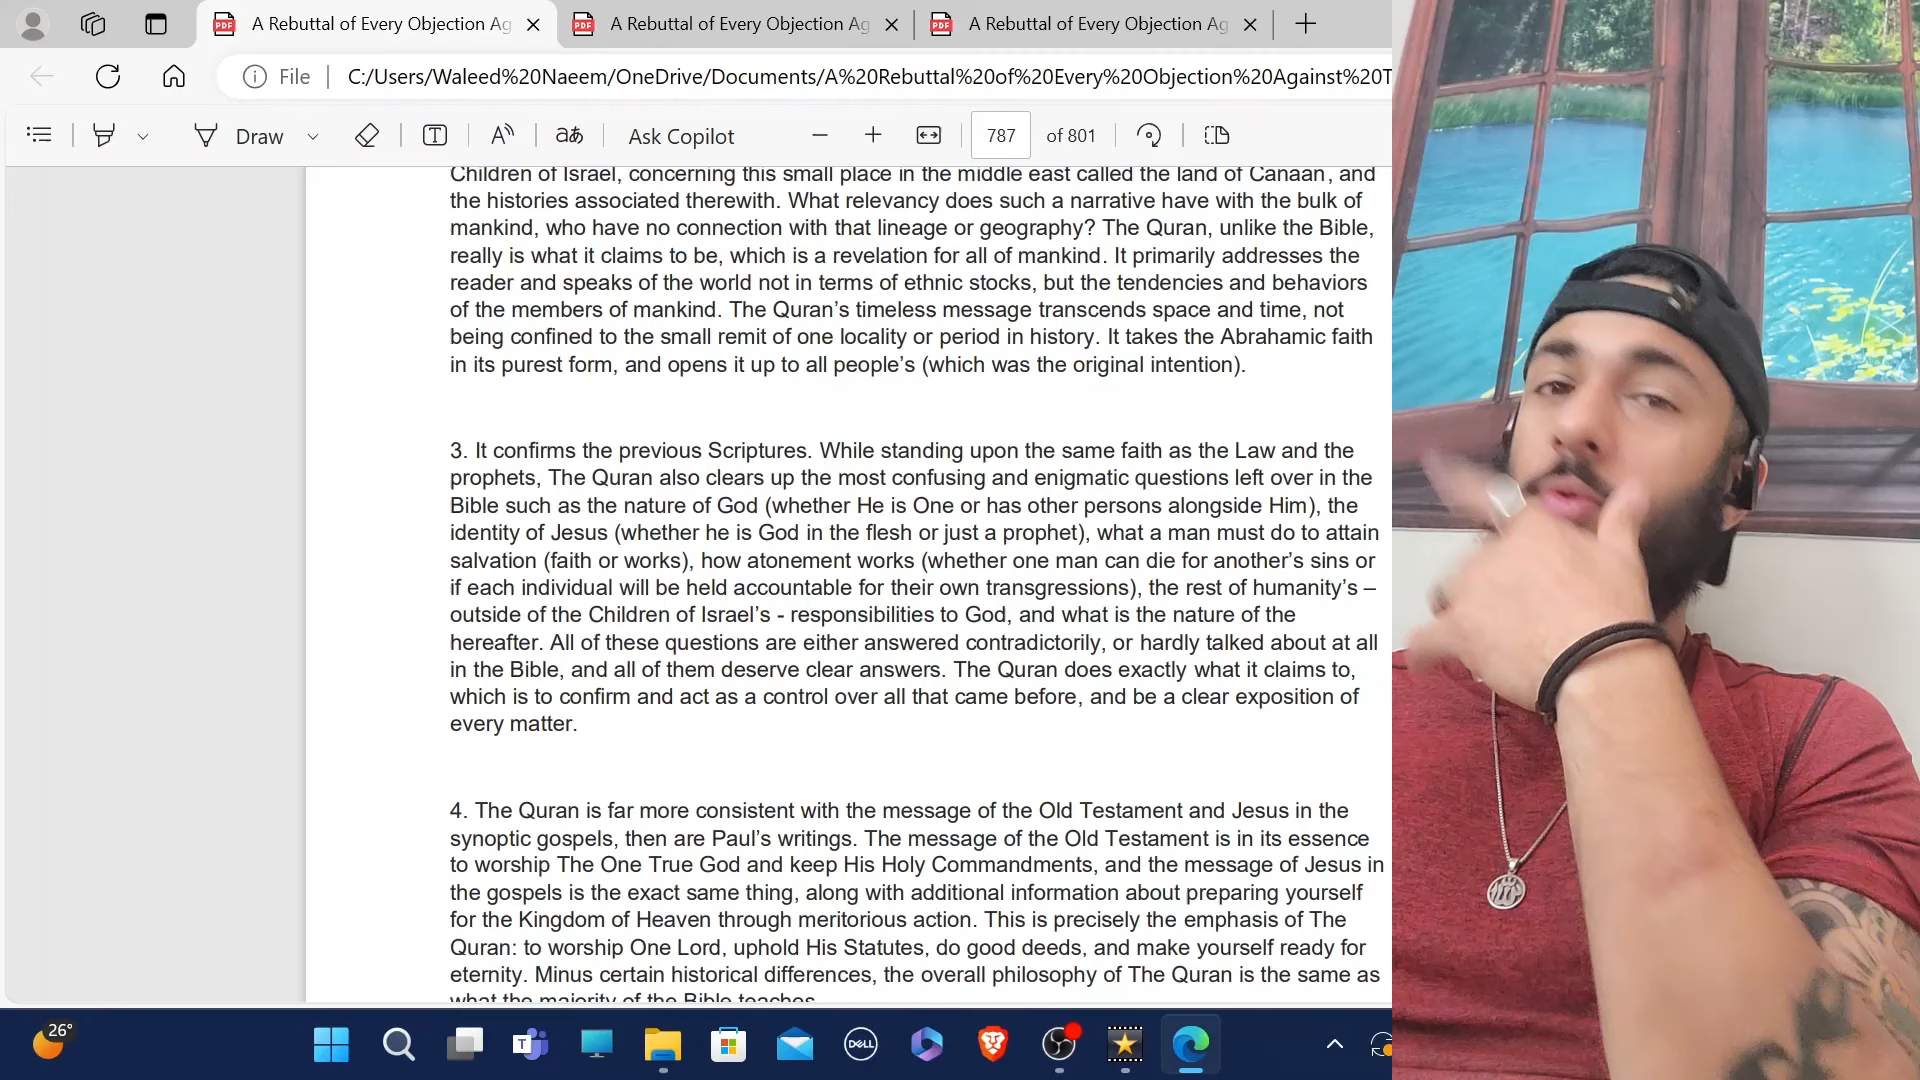 A Rebuttal of Every Objection Ag
A Rebuttal of Every Objection Ag
A Rebuttal of Every Objection Ag
File
C:/Users/Waleed%20Naeem/OneDrive/Documents/A%20Rebuttal%20of%20Every%20Objection%20Against%20T
Draw
Ask Copilot
787 of 801
Children of Israel, concerning this small place in the middle east called the land of Canaan, and
the histories associated therewith. What relevancy does such a narrative have with the bulk of
mankind, who have no connection with that lineage or geography? The Quran, unlike the Bible,
really is what it claims to be, which is a revelation for all of mankind. It primarily addresses the
reader and speaks of the world not in terms of ethnic stocks, but the tendencies and behaviors
of the members of mankind. The Quran’s timeless message transcends space and time, not
being confined to the small remit of one locality or period in history. It takes the Abrahamic faith
in its purest form, and opens it up to all people’s (which was the original intention).
3. It confirms the previous Scriptures. While standing upon the same faith as the Law and the
prophets, The Quran also clears up the most confusing and enigmatic questions left over in the
Bible such as the nature of God (whether He is One or has other persons alongside Him), the
identity of Jesus (whether he is God in the flesh or just a prophet), what a man must do to attain
salvation (faith or works), how atonement works (whether one man can die for another’s sins or
if each individual will be held accountable for their own transgressions), the rest of humanity’s –
outside of the Children of Israel’s - responsibilities to God, and what is the nature of the
hereafter. All of these questions are either answered contradictorily, or hardly talked about at all
in the Bible, and all of them deserve clear answers. The Quran does exactly what it claims to,
which is to confirm and act as a control over all that came before, and be a clear exposition of
every matter.
4. The Quran is far more consistent with the message of the Old Testament and Jesus in the
synoptic gospels, then are Paul’s writings. The message of the Old Testament is in its essence
to worship The One True God and keep His Holy Commandments, and the message of Jesus in
the gospels is the exact same thing, along with additional information about preparing yourself
for the Kingdom of Heaven through meritorious action. This is precisely the emphasis of The
Quran: to worship One Lord, uphold His Statutes, do good deeds, and make yourself ready for
eternity. Minus certain historical differences, the overall philosophy of The Quran is the same as
what the majority of the Bible teaches.
26°
DELL